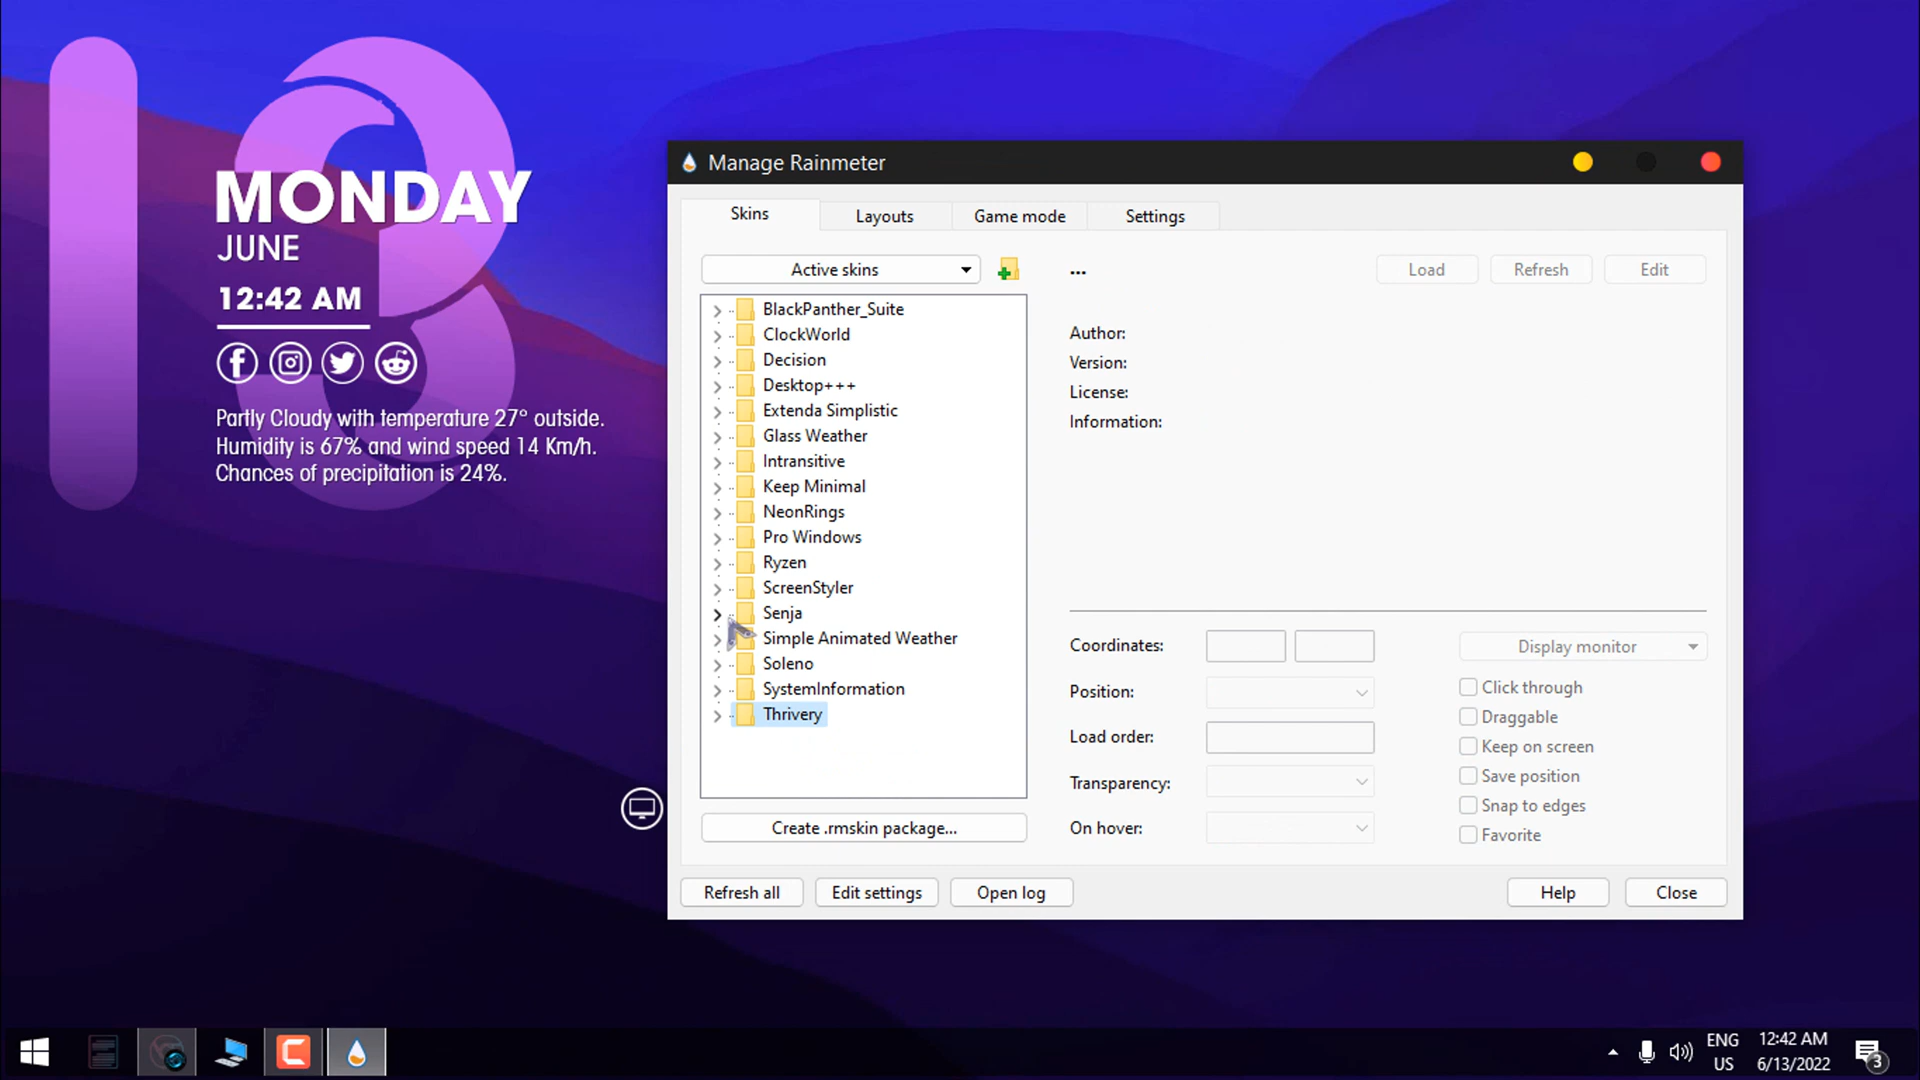 13
MONDAY
JUNE
12:42 AM
Partly Cloudy with temperature 27° outside.
Humidity is 67% and wind speed 14 Km/h.
Chances of precipitation is 24%.
Manage Rainmeter
Skins
Layouts
Game mode
Settings
Active skins
...
Load
Refresh
Edit
BlackPanther_Suite
ClockWorld
Decision
Desktop+++
Extenda Simplistic
Glass Weather
Intransitive
Keep Minimal
NeonRings
Pro Windows
Ryzen
ScreenStyler
Senja
Simple Animated Weather
Soleno
SystemInformation
Thrivery
Create .rmskin package...
Author:
Version:
License:
Information:
Coordinates:
Position:
Load order:
Transparency:
On hover:
Display monitor
Click through
Draggable
Keep on screen
Save position
Snap to edges
Favorite
Refresh all
Edit settings
Open log
Help
Close
ENG
US
12:42 AM
6/13/2022
3